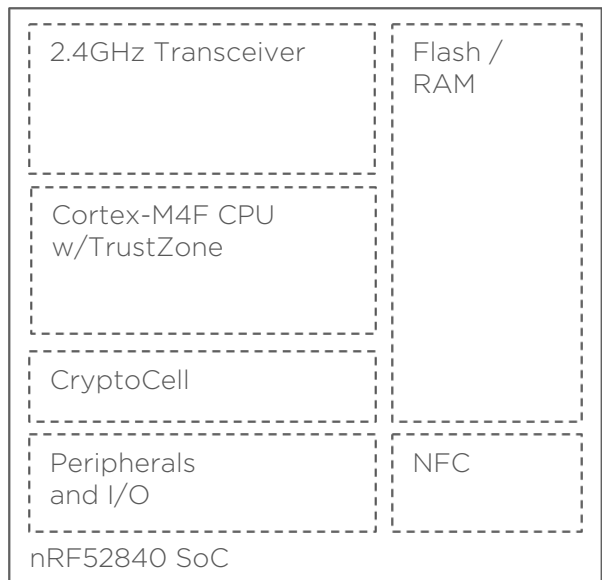 2.4GHz Transceiver
Flash /
RAM
Cortex-M4F CPU
w/TrustZone
CryptoCell
Peripherals
and I/O
NFC
nRF52840 SoC